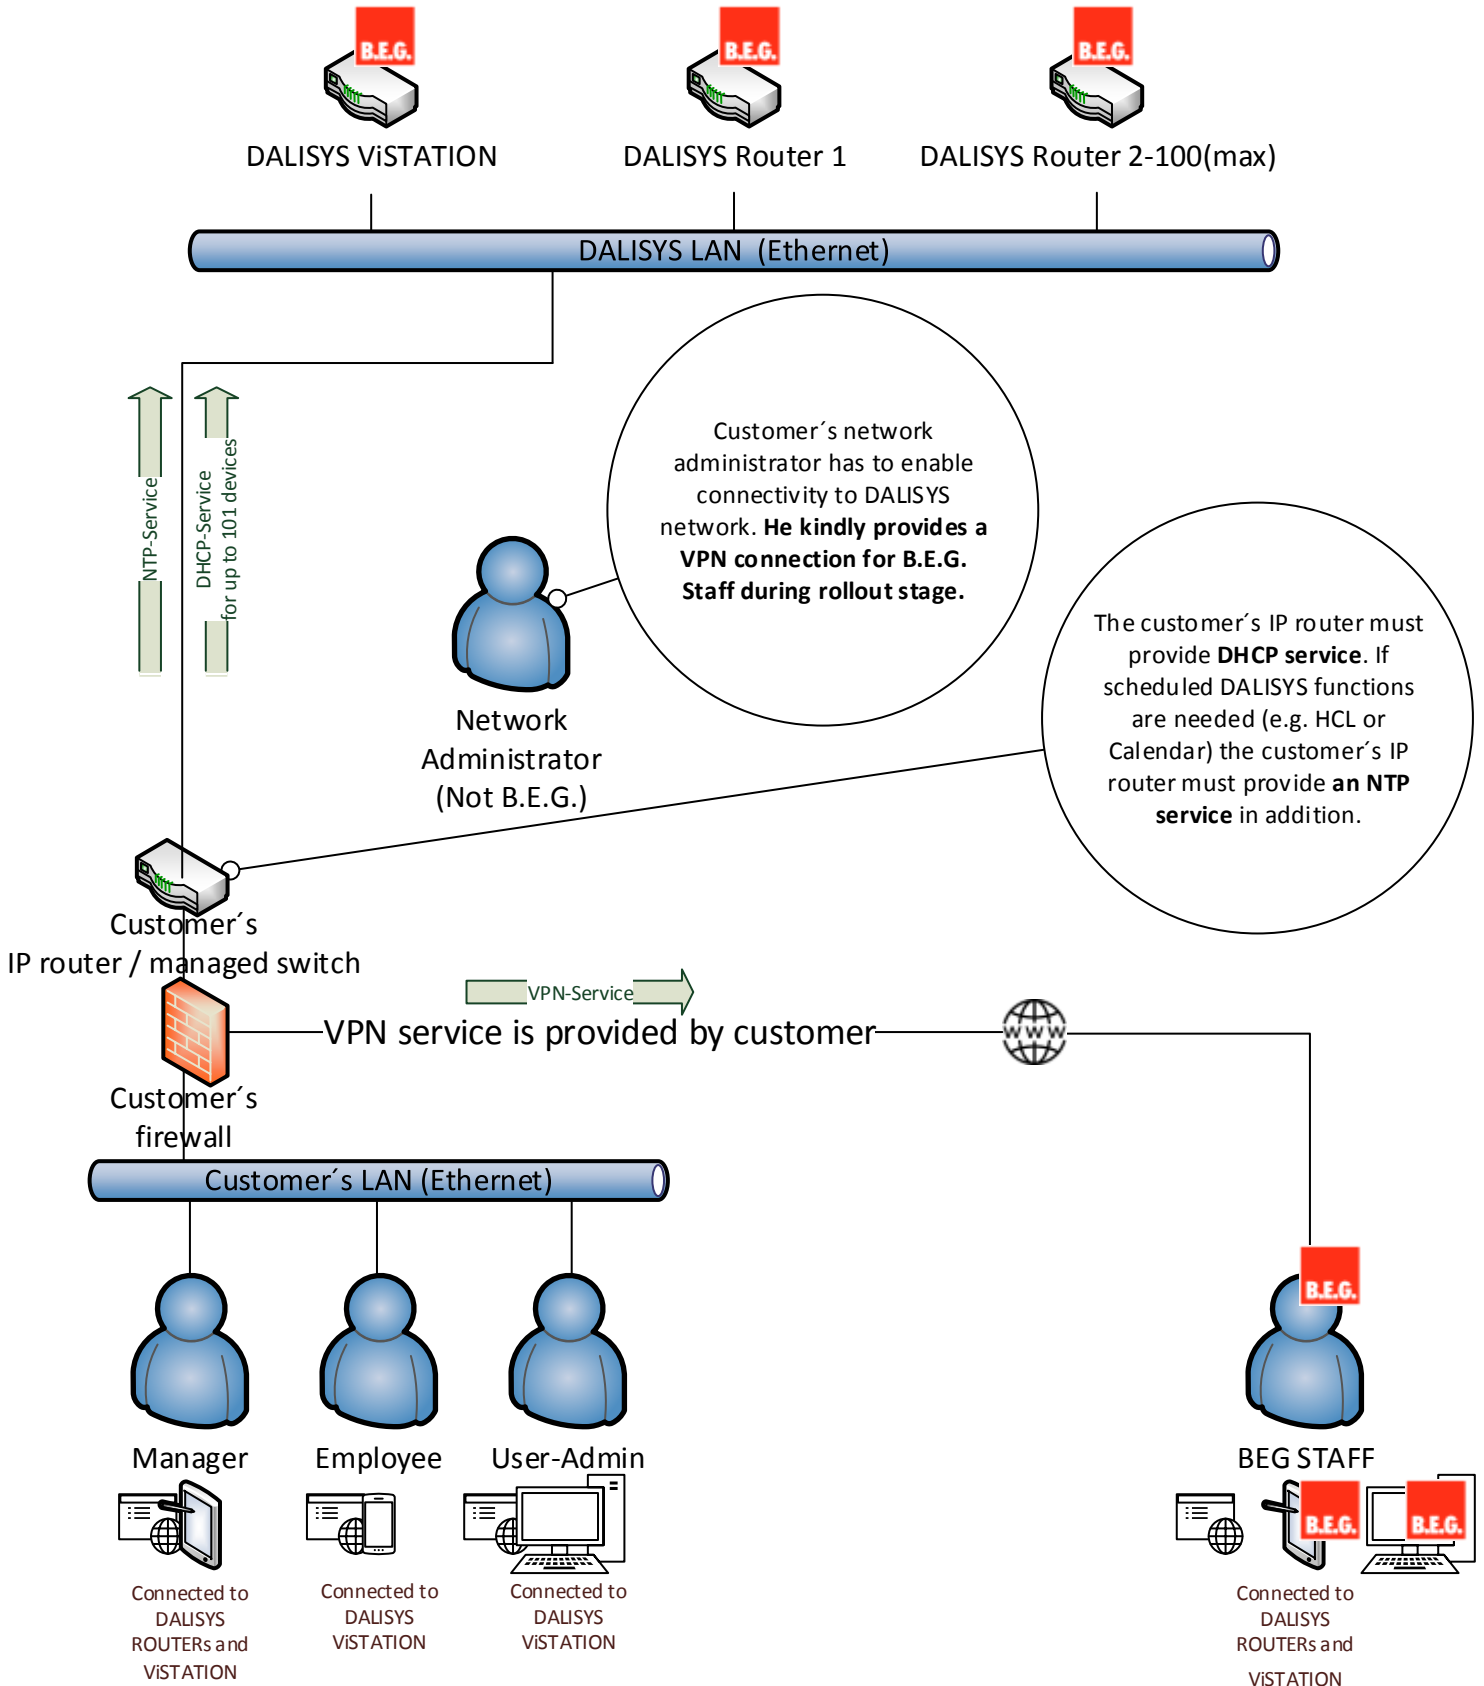 B.E.G.
B.E.G.
B.E.G.
DALISYS ViSTATION
DALISYS Router 1
DALISYS Router 2-100(max)
DALISYS LAN (Ethernet)
NTP-Service
DHCP-Service
for up to 101 devices
Customer´s network
administrator has to enable
connectivity to DALISYS
network. He kindly provides a
VPN connection for B.E.G.
Staff during rollout stage.
Network
Administrator
(Not B.E.G.)
The customer´s IP router must
provide DHCP service. If
scheduled DALISYS functions
are needed (e.g. HCL or
Calendar) the customer´s IP
router must provide an NTP
service in addition.
Customer´s
IP router / managed switch
VPN-Service
VPN service is provided by customer
WWW
Customer´s
firewall
Customer´s LAN (Ethernet)
B.E.G.
Manager
Employee
User-Admin
BEG STAFF
B.E.G.
B.E.G.
Connected to
DALISYS
ROUTERs and
ViSTATION
Connected to
DALISYS
ViSTATION
Connected to
DALISYS
ViSTATION
Connected to
DALISYS
ROUTERs and
ViSTATION